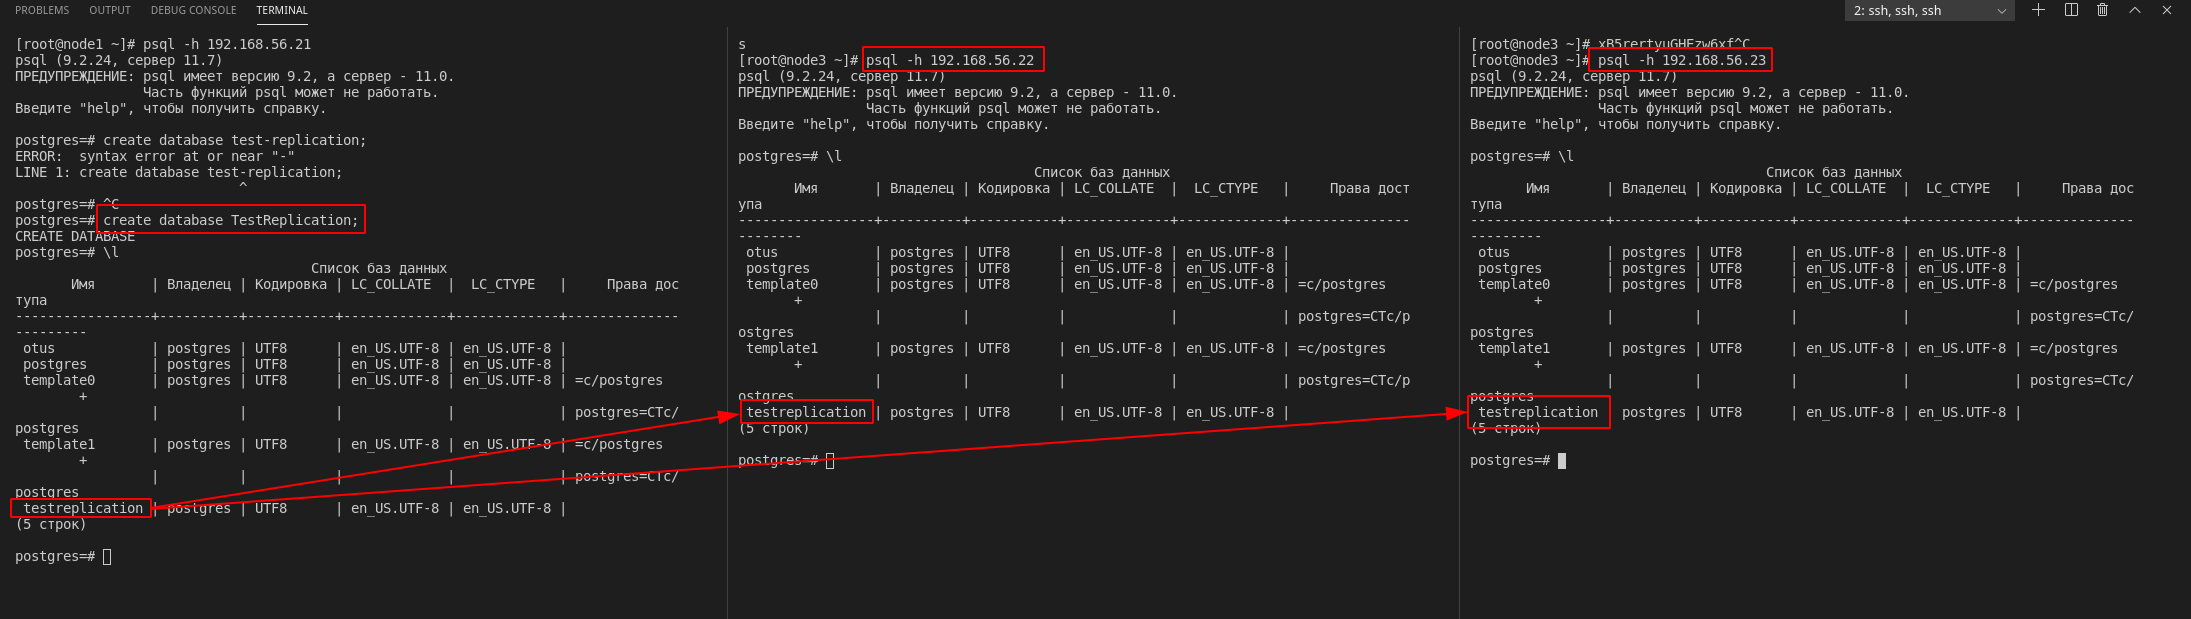 PROBLEMS OUTPUT DEBUG CONSOLE TERMINAL
2: ssh, ssh, ssh
[root@node1 ~]# psql -h 192.168.56.21
psql (9.2.24, сервер 11.7)
ПРЕДУПРЕЖДЕНИЕ: psql имеет версию 9.2, а сервер - 11.0.
                Часть функций psql может не работать.
Введите "help", чтобы получить справку.

postgres=# create database test-replication;
ERROR:  syntax error at or near "-"
LINE 1: create database test-replication;
                            ^
postgres=# ^C
postgres=# create database TestReplication;
CREATE DATABASE
postgres=# \l
                                     Список баз данных
       Имя       | Владелец | Кодировка | LC_COLLATE  |  LC_CTYPE   |     Права дос
тупа
-----------------+----------+-----------+-------------+-------------+--------------
---------
 otus            | postgres | UTF8      | en_US.UTF-8 | en_US.UTF-8 |
 postgres        | postgres | UTF8      | en_US.UTF-8 | en_US.UTF-8 |
 template0       | postgres | UTF8      | en_US.UTF-8 | en_US.UTF-8 | =c/postgres
        +
                 |          |           |             |             | postgres=CTc/
postgres
 template1       | postgres | UTF8      | en_US.UTF-8 | en_US.UTF-8 | =c/postgres
        +
                 |          |           |             |             | postgres=CTc/
postgres
 testreplication | postgres | UTF8      | en_US.UTF-8 | en_US.UTF-8 |
(5 строк)

postgres=#
s
[root@node3 ~]# psql -h 192.168.56.22
psql (9.2.24, сервер 11.7)
ПРЕДУПРЕЖДЕНИЕ: psql имеет версию 9.2, а сервер - 11.0.
                Часть функций psql может не работать.
Введите "help", чтобы получить справку.

postgres=# \l
                                     Список баз данных
       Имя       | Владелец | Кодировка | LC_COLLATE  |  LC_CTYPE   |     Права дост
упа
-----------------+----------+-----------+-------------+-------------+---------------
--------
 otus            | postgres | UTF8      | en_US.UTF-8 | en_US.UTF-8 |
 postgres        | postgres | UTF8      | en_US.UTF-8 | en_US.UTF-8 |
 template0       | postgres | UTF8      | en_US.UTF-8 | en_US.UTF-8 | =c/postgres
       +
                 |          |           |             |             | postgres=CTc/p
ostgres
 template1       | postgres | UTF8      | en_US.UTF-8 | en_US.UTF-8 | =c/postgres
       +
                 |          |           |             |             | postgres=CTc/p
ostgres
 testreplication | postgres | UTF8      | en_US.UTF-8 | en_US.UTF-8 |
(5 строк)

postgres=#
[root@node3 ~]# xB5rertyuGHEzw6xf^C
[root@node3 ~]# psql -h 192.168.56.23
psql (9.2.24, сервер 11.7)
ПРЕДУПРЕЖДЕНИЕ: psql имеет версию 9.2, а сервер - 11.0.
                Часть функций psql может не работать.
Введите "help", чтобы получить справку.

postgres=# \l
                                     Список баз данных
       Имя       | Владелец | Кодировка | LC_COLLATE  |  LC_CTYPE   |     Права дос
тупа
-----------------+----------+-----------+-------------+-------------+--------------
---------
 otus            | postgres | UTF8      | en_US.UTF-8 | en_US.UTF-8 |
 postgres        | postgres | UTF8      | en_US.UTF-8 | en_US.UTF-8 |
 template0       | postgres | UTF8      | en_US.UTF-8 | en_US.UTF-8 | =c/postgres
        +
                 |          |           |             |             | postgres=CTc/
postgres
 template1       | postgres | UTF8      | en_US.UTF-8 | en_US.UTF-8 | =c/postgres
        +
                 |          |           |             |             | postgres=CTc/
postgres
 testreplication | postgres | UTF8      | en_US.UTF-8 | en_US.UTF-8 |
(5 строк)

postgres=#